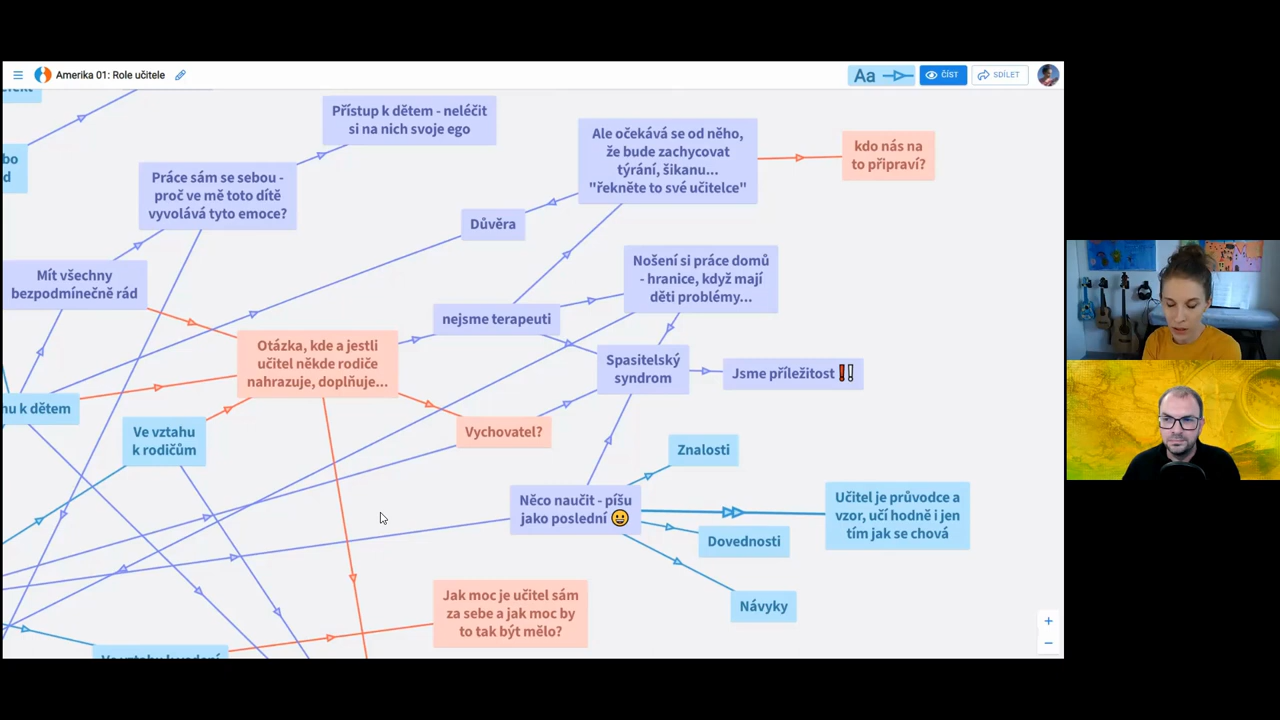 Amerika 01: Role učitele
Aa
ČÍST
SDÍLET
Přístup k dětem - neléčit
si na nich svoje ego
Ale očekává se od něho,
že bude zachycovat
týrání, šikanu...
"řekněte to své učitelce"
kdo nás na
to připraví?
Práce sám se sebou -
proč ve mě toto dítě
vyvolává tyto emoce?
Důvěra
Mít všechny
bezpodmínečně rád
Nošení si práce domů
- hranice, když mají
děti problémy...
nejsme terapeuti
Otázka, kde a jestli
učitel někde rodiče
nahrazuje, doplňuje...
Spasitelský
syndrom
Jsme příležitost ‼️
k dětem
Ve vztahu
k rodičům
Vychovatel?
Znalosti
Něco naučit - píšu
jako poslední 😀
Učitel je průvodce a
vzor, učí hodně i jen
tím jak se chová
Dovednosti
Návyky
Jak moc je učitel sám
za sebe a jak moc by
to tak být mělo?